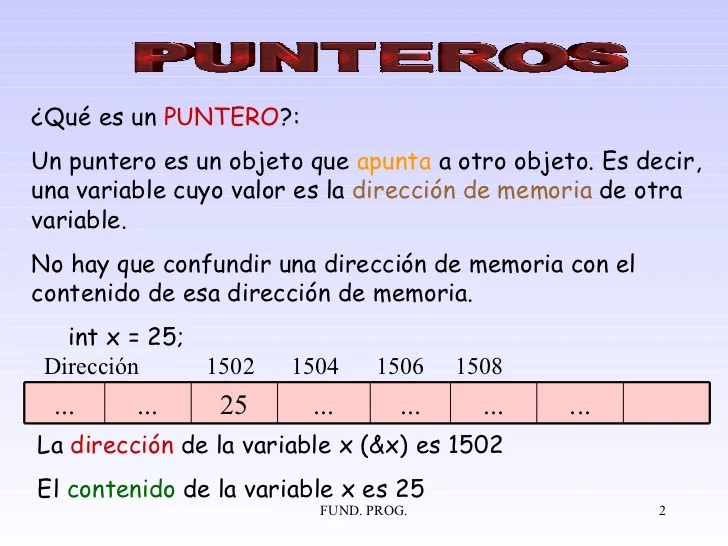 PUNTEROS
¿Qué es un PUNTERO?:
Un puntero es un objeto que apunta a otro objeto. Es decir,
una variable cuyo valor es la dirección de memoria de otra
variable.
No hay que confundir una dirección de memoria con el
contenido de esa dirección de memoria.
int x = 25;
Dirección 1502 1504 1506 1508
... ... 25 ... ... ... ...
La dirección de la variable x (&x) es 1502
El contenido de la variable x es 25
FUND. PROG. 2